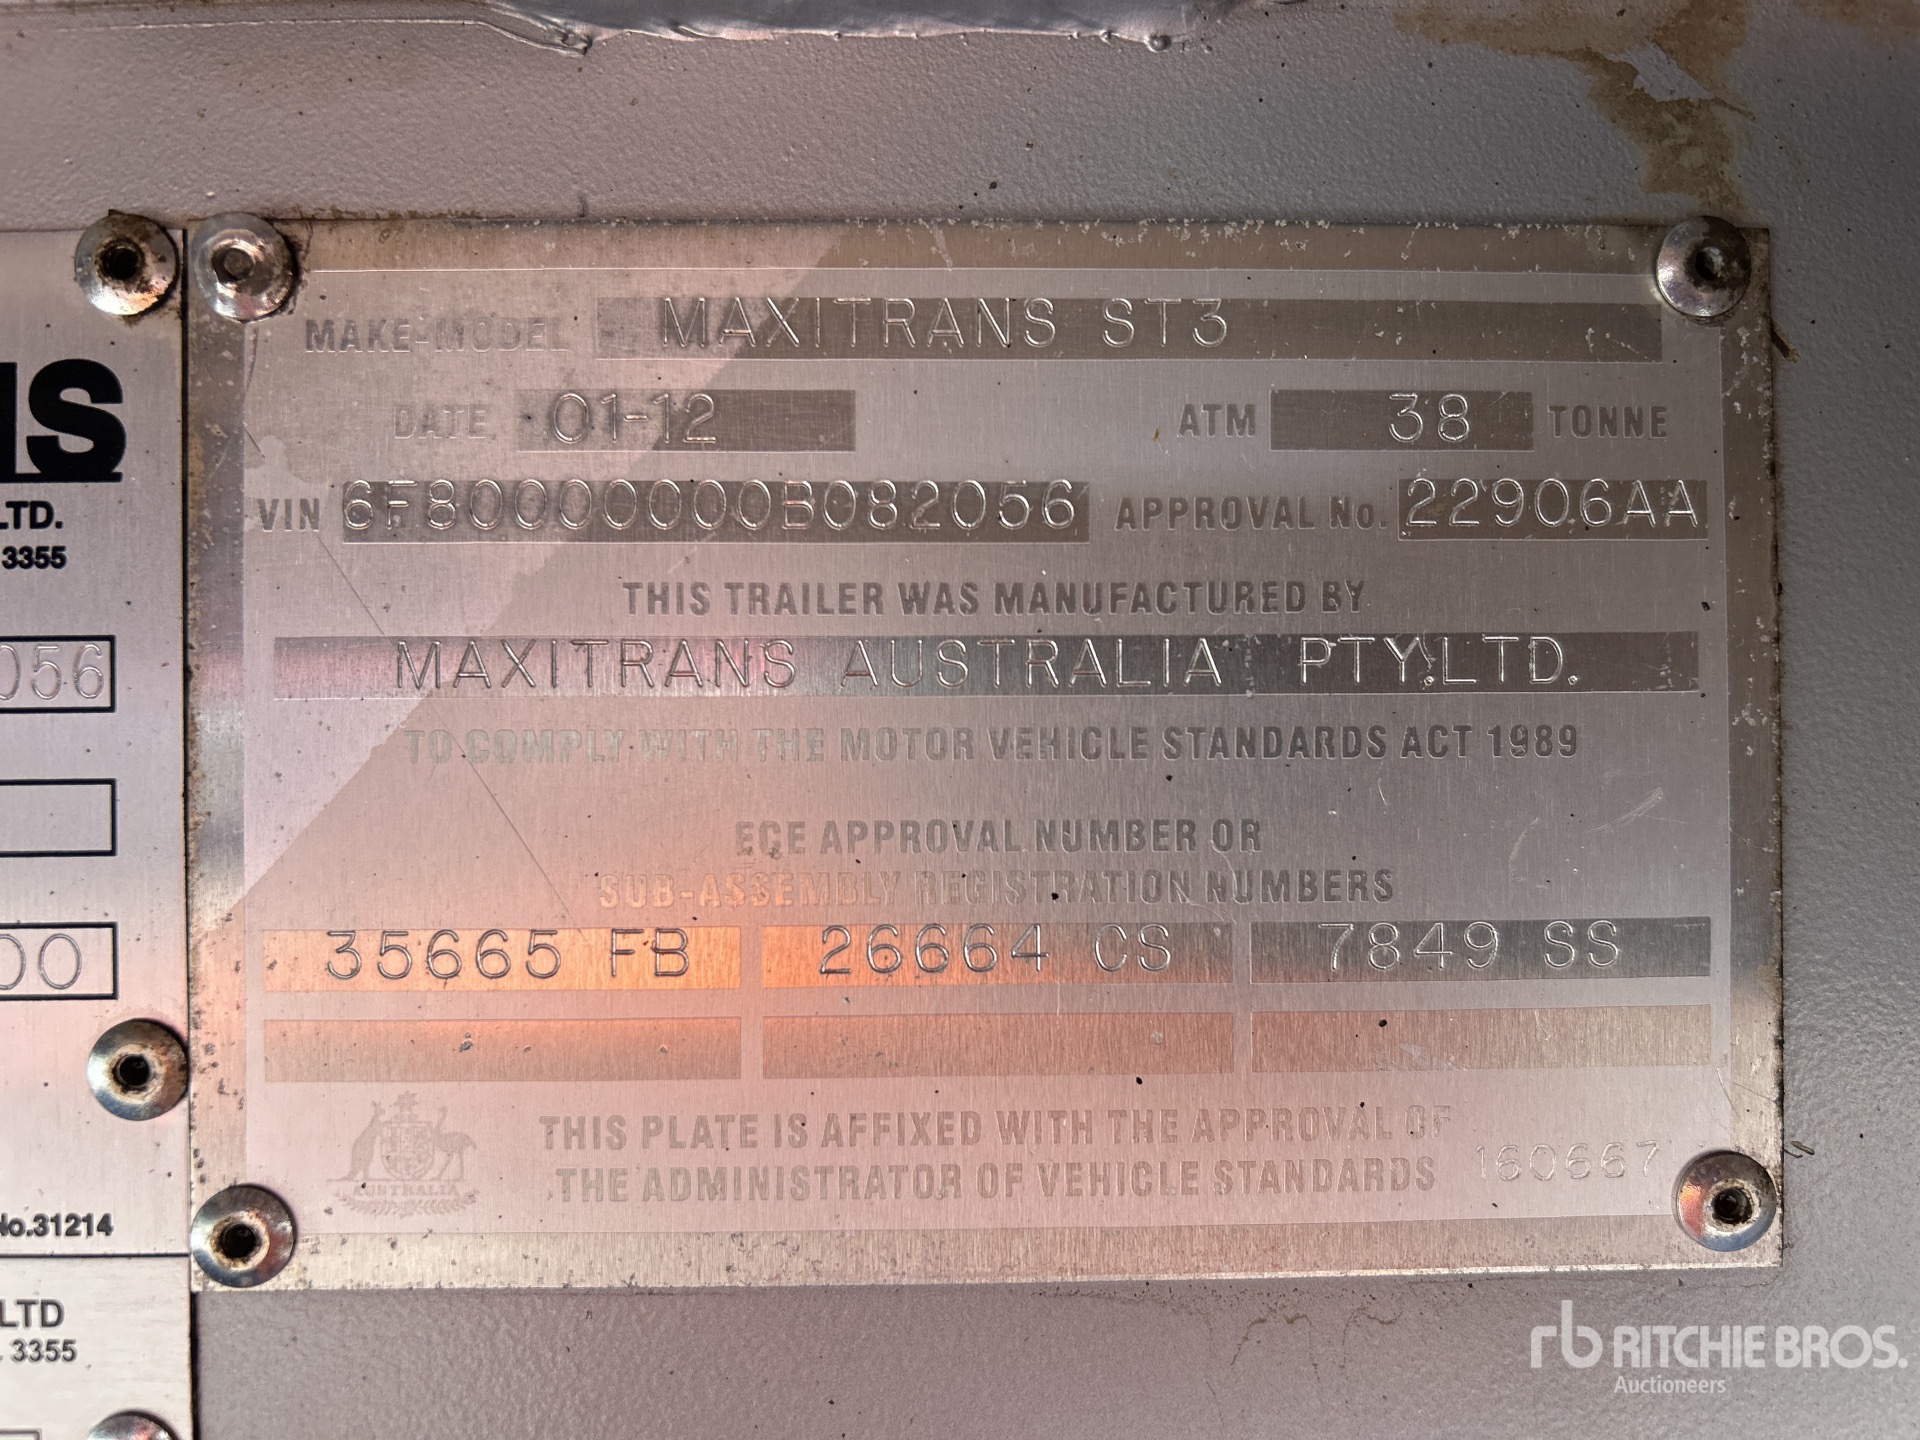 MAKE-MODEL MAXITRANS ST3
DATE 01-12 ATM 38 TONNE
VIN 6F80000000B082056 APPROVAL No. 22906AA
THIS TRAILER WAS MANUFACTURED BY
MAXITRANS AUSTRALIA PTY.LTD.
TO COMPLY WITH THE MOTOR VEHICLE STANDARDS ACT 1989
ECE APPROVAL NUMBER OR
SUB-ASSEMBLY REGISTRATION NUMBERS
35665 FB 26664 CS 7849 SS
THIS PLATE IS AFFIXED WITH THE APPROVAL OF
THE ADMINISTRATOR OF VEHICLE STANDARDS 160667
AUSTRALIA
NS
LTD.
3355
056
00
No.31214
LTD
3355
rb RITCHIE BROS.
Auctioneers